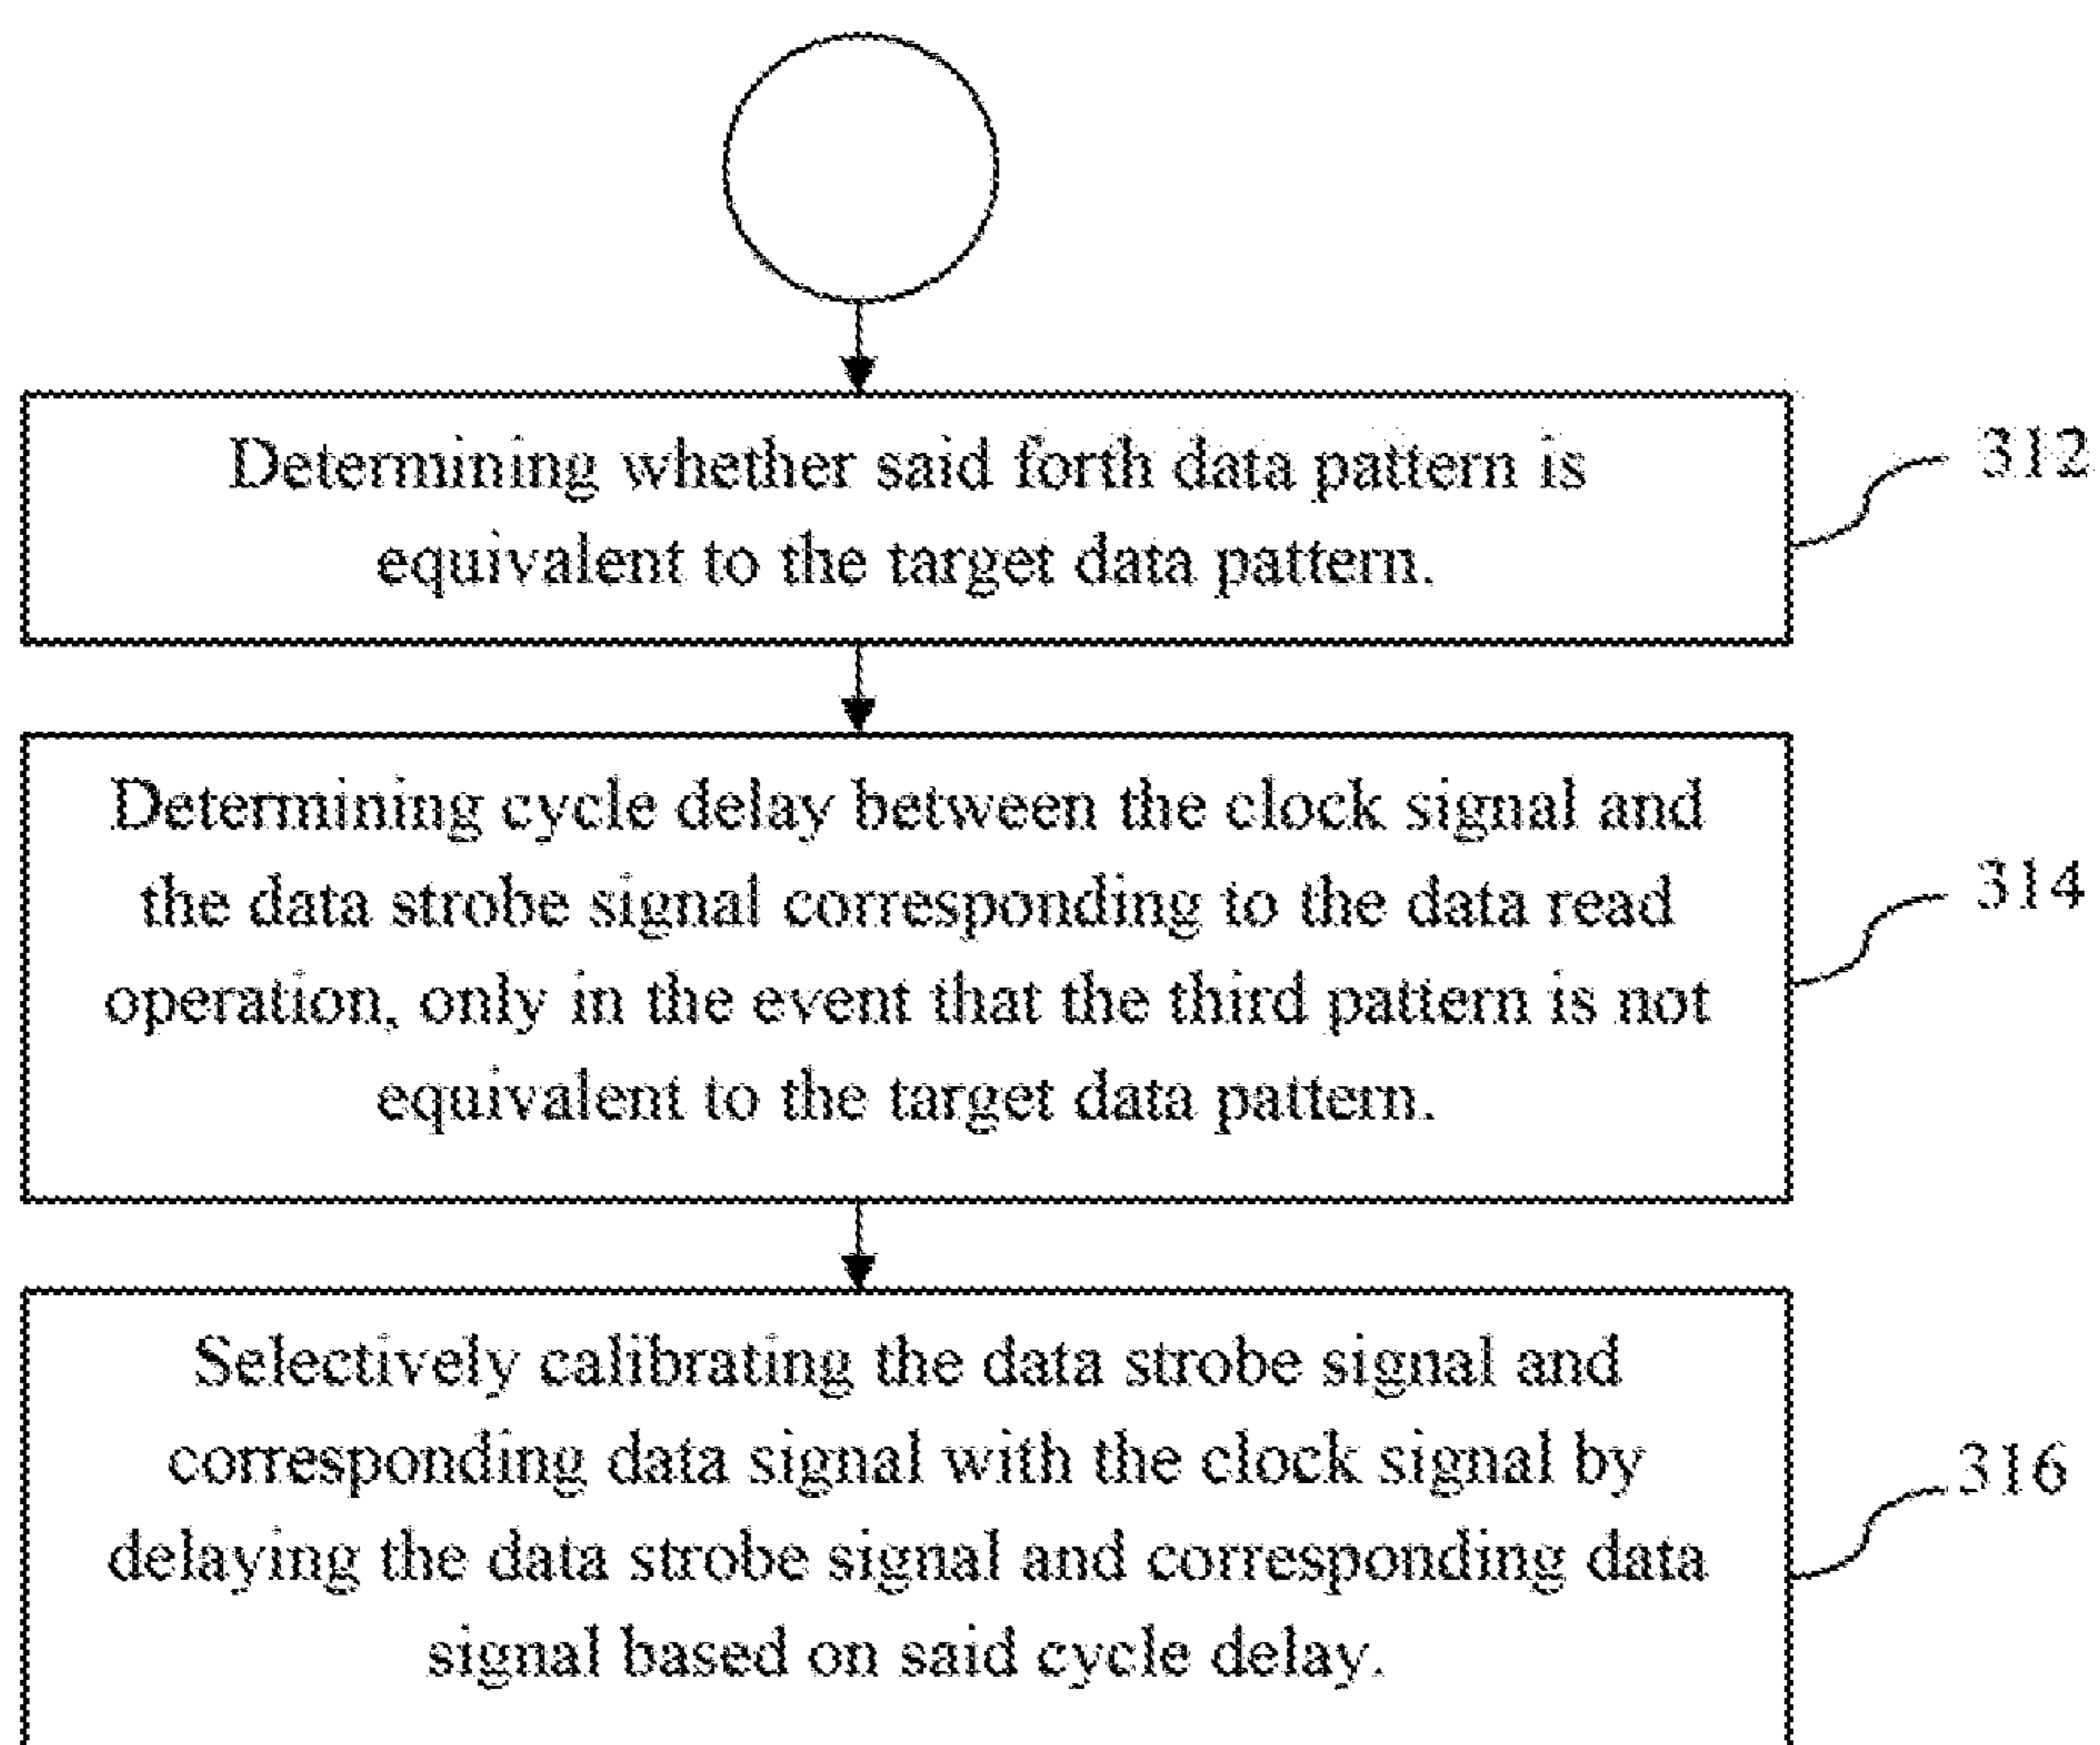 Determining whether said forth data pattern is
equivalent to the target data pattern.
312
Determining cycle delay between the clock signal and
the data strobe signal corresponding to the data read
operation, only in the event that the third pattern is not
equivalent to the target data pattern.
314
Selectively calibrating the data strobe signal and
corresponding data signal with the clock signal by
delaying the data strobe signal and corresponding data
signal based on said cycle delay.
316